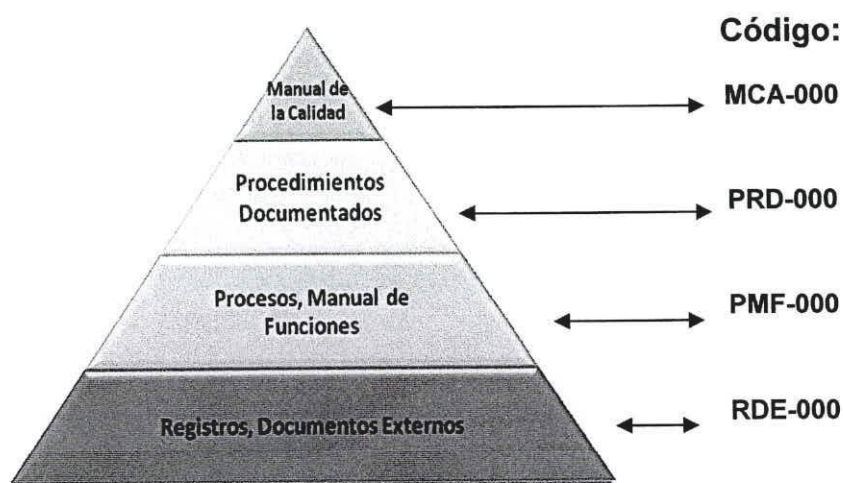 Código:
Manual de
la Calidad
MCA-000
Procedimientos
Documentados
PRD-000
Procesos, Manual de
Funciones
PMF-000
Registros, Documentos Externos
RDE-000